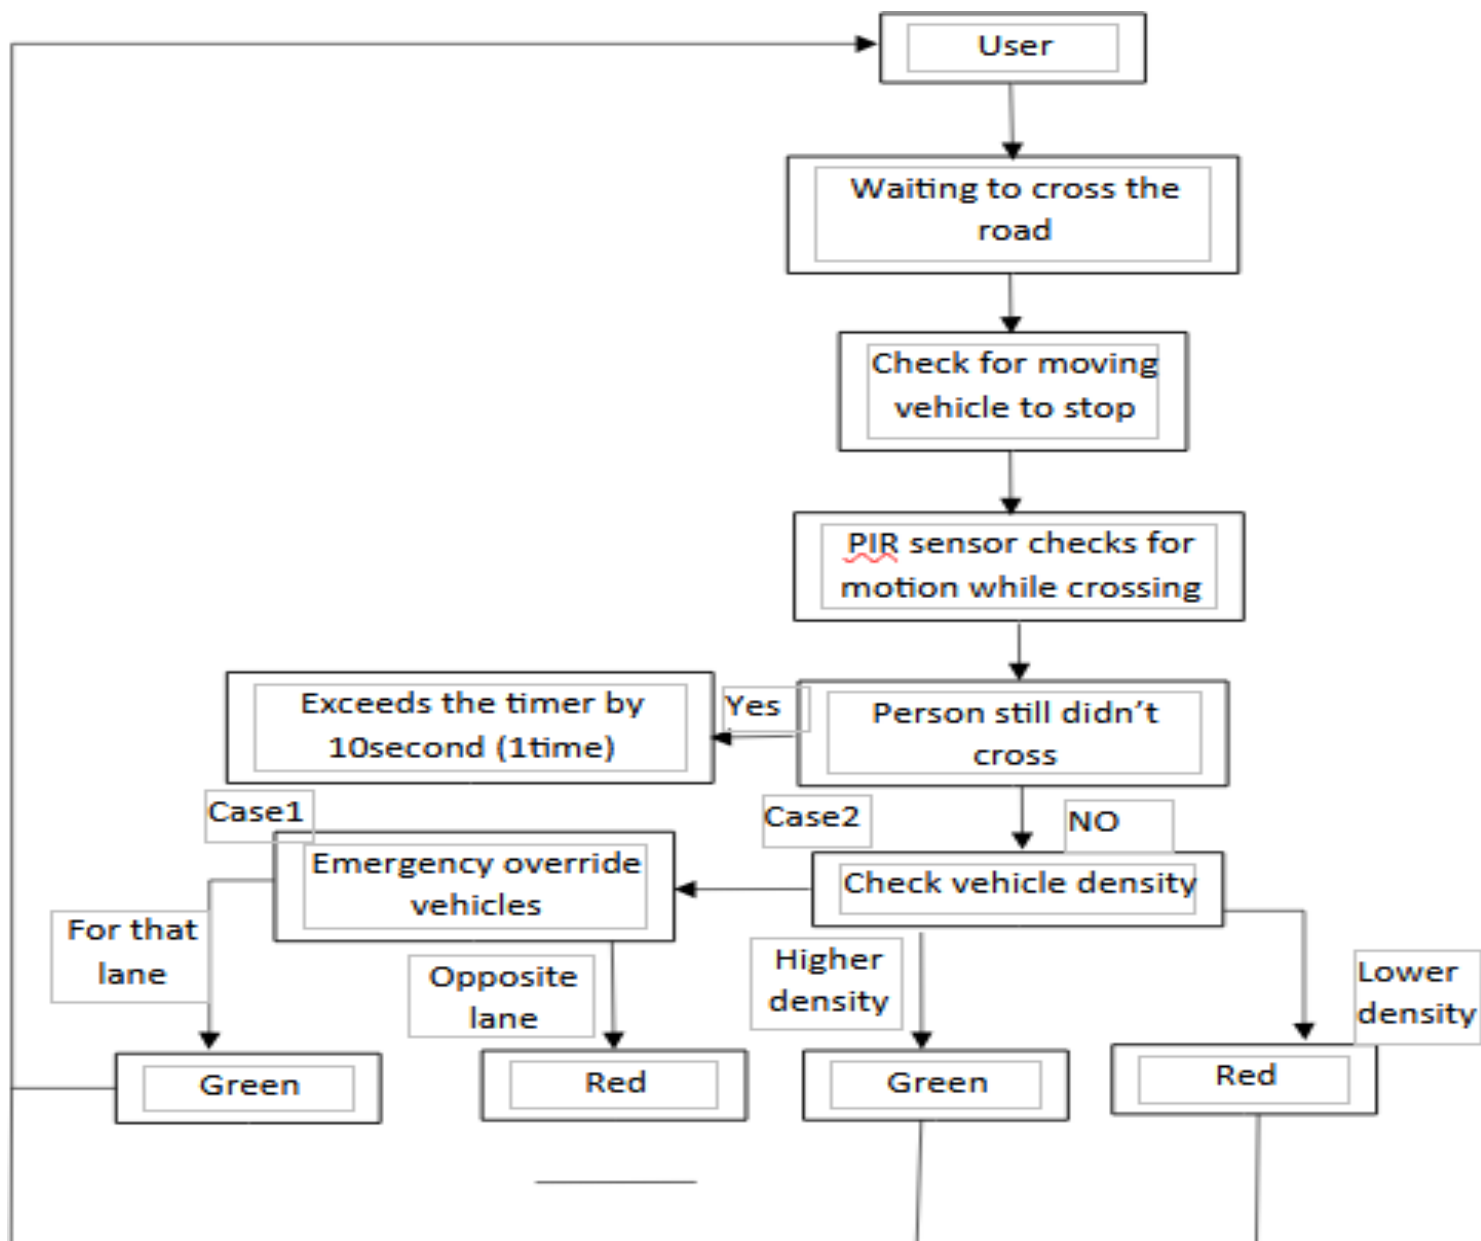 User
Waiting to cross the
road
Check for moving
vehicle to stop
PIR sensor checks for
motion while crossing
Exceeds the timer by
10second (1time)
Yes
Person still didn’t
cross
Case1
Case2
NO
Emergency override
vehicles
Check vehicle density
For that
lane
Opposite
lane
Higher
density
Lower
density
Green
Red
Green
Red